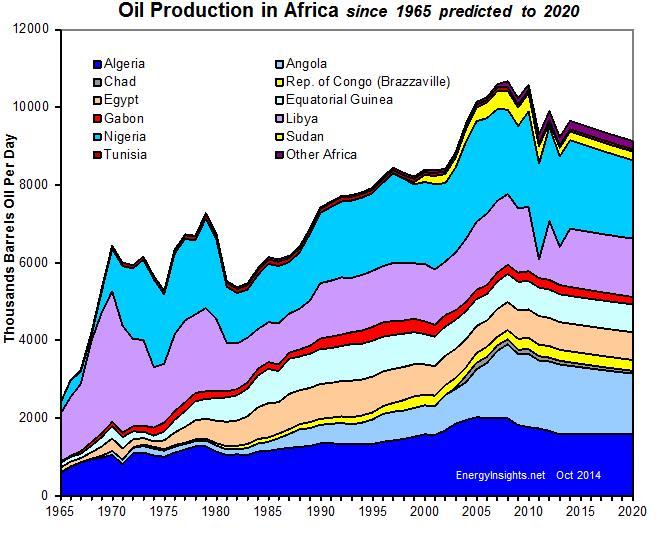 Oil Production in Africa since 1965 predicted to 2020
Thousands Barrels Oil Per Day
12000
10000
8000
6000
4000
2000
0
Algeria
Angola
Chad
Rep. of Congo (Brazzaville)
Egypt
Equatorial Guinea
Gabon
Libya
Nigeria
Sudan
Tunisia
Other Africa
EnergyInsights.net Oct 2014
1965 1970 1975 1980 1985 1990 1995 2000 2005 2010 2015 2020